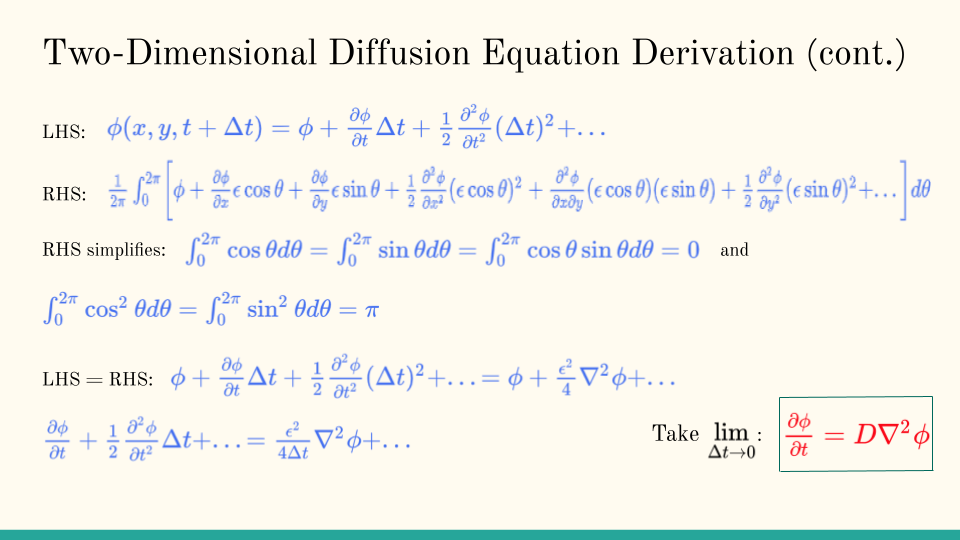 Two-Dimensional Diffusion Equation Derivation (cont.)
LHS: $\phi(x, y, t + \Delta t) = \phi + \frac{\partial \phi}{\partial t} \Delta t + \frac{1}{2} \frac{\partial^2 \phi}{\partial t^2} (\Delta t)^2 + \ldots$
RHS: $\frac{1}{2\pi} \int_0^{2\pi} \left[ \phi + \frac{\partial \phi}{\partial x} \epsilon \cos \theta + \frac{\partial \phi}{\partial y} \epsilon \sin \theta + \frac{1}{2} \frac{\partial^2 \phi}{\partial x^2} (\epsilon \cos \theta)^2 + \frac{\partial^2 \phi}{\partial x \partial y} (\epsilon \cos \theta)(\epsilon \sin \theta) + \frac{1}{2} \frac{\partial^2 \phi}{\partial y^2} (\epsilon \sin \theta)^2 + \ldots \right] d\theta$
RHS simplifies: $\int_0^{2\pi} \cos \theta d\theta = \int_0^{2\pi} \sin \theta d\theta = \int_0^{2\pi} \cos \theta \sin \theta d\theta = 0$ and
$\int_0^{2\pi} \cos^2 \theta d\theta = \int_0^{2\pi} \sin^2 \theta d\theta = \pi$
LHS = RHS: $\phi + \frac{\partial \phi}{\partial t} \Delta t + \frac{1}{2} \frac{\partial^2 \phi}{\partial t^2} (\Delta t)^2 + \ldots = \phi + \frac{\epsilon^2}{4} \nabla^2 \phi + \ldots$
$\frac{\partial \phi}{\partial t} + \frac{1}{2} \frac{\partial^2 \phi}{\partial t^2} \Delta t + \ldots = \frac{\epsilon^2}{4 \Delta t} \nabla^2 \phi + \ldots$
Take $\lim_{\Delta t \to 0}$ : $\frac{\partial \phi}{\partial t} = D \nabla^2 \phi$